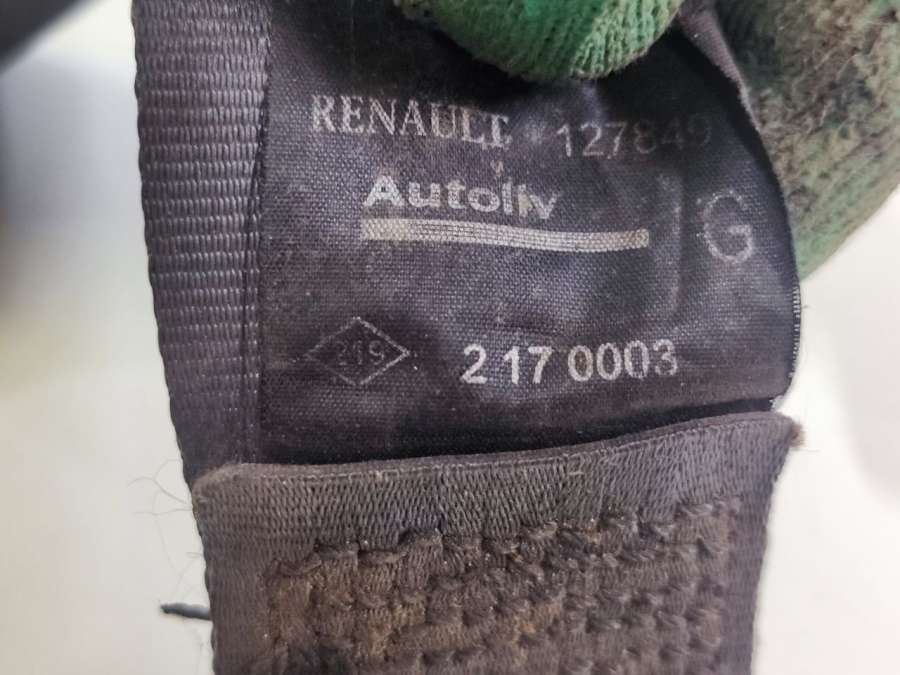 RENAULT 127849
Autoliv
G
219
2 17 0003